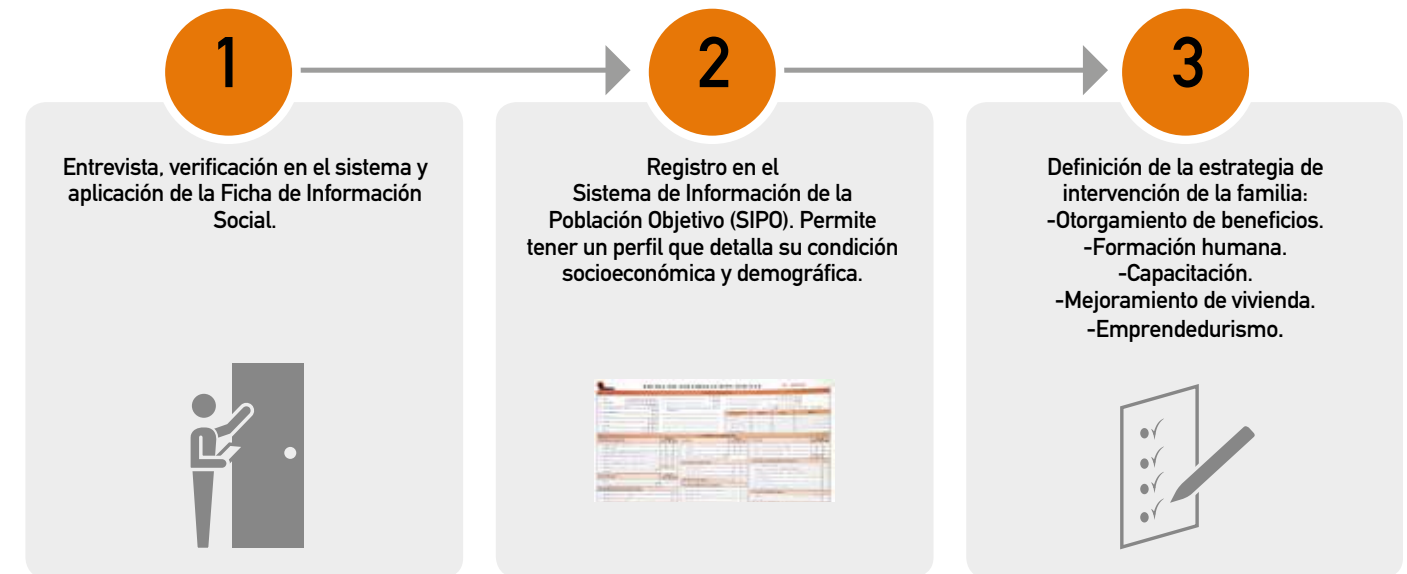 1
Entrevista, verificación en el sistema y
aplicación de la Ficha de Información
Social.
2
Registro en el
Sistema de Información de la
Población Objetivo (SIPO). Permite
tener un perfil que detalla su condición
socioeconómica y demográfica.
3
Definición de la estrategia de
intervención de la familia:
-Otorgamiento de beneficios.
-Formación humana.
-Capacitación.
-Mejoramiento de vivienda.
-Emprendedurismo.